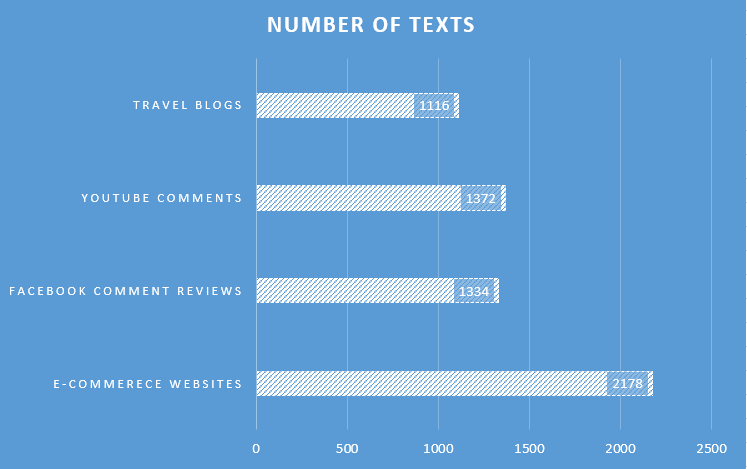 NUMBER OF TEXTS
TRAVEL BLOGS
1116
YOUTUBE COMMENTS
1372
FACEBOOK COMMENT REVIEWS
1334
E-COMMERECE WEBSITES
2178
0 500 1000 1500 2000 2500